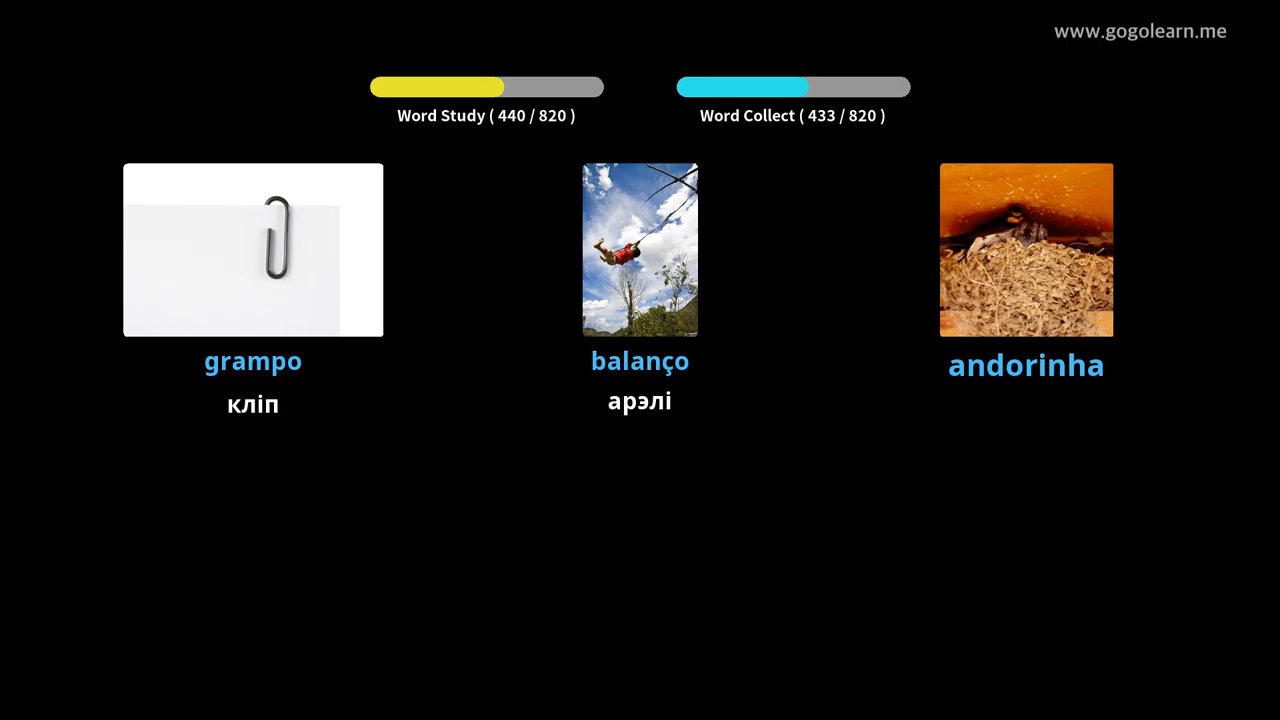 www.gogolearn.me
Word Study ( 440 / 820 )
Word Collect ( 433 / 820 )
grampo
кліп
balanço
арэлі
andorinha